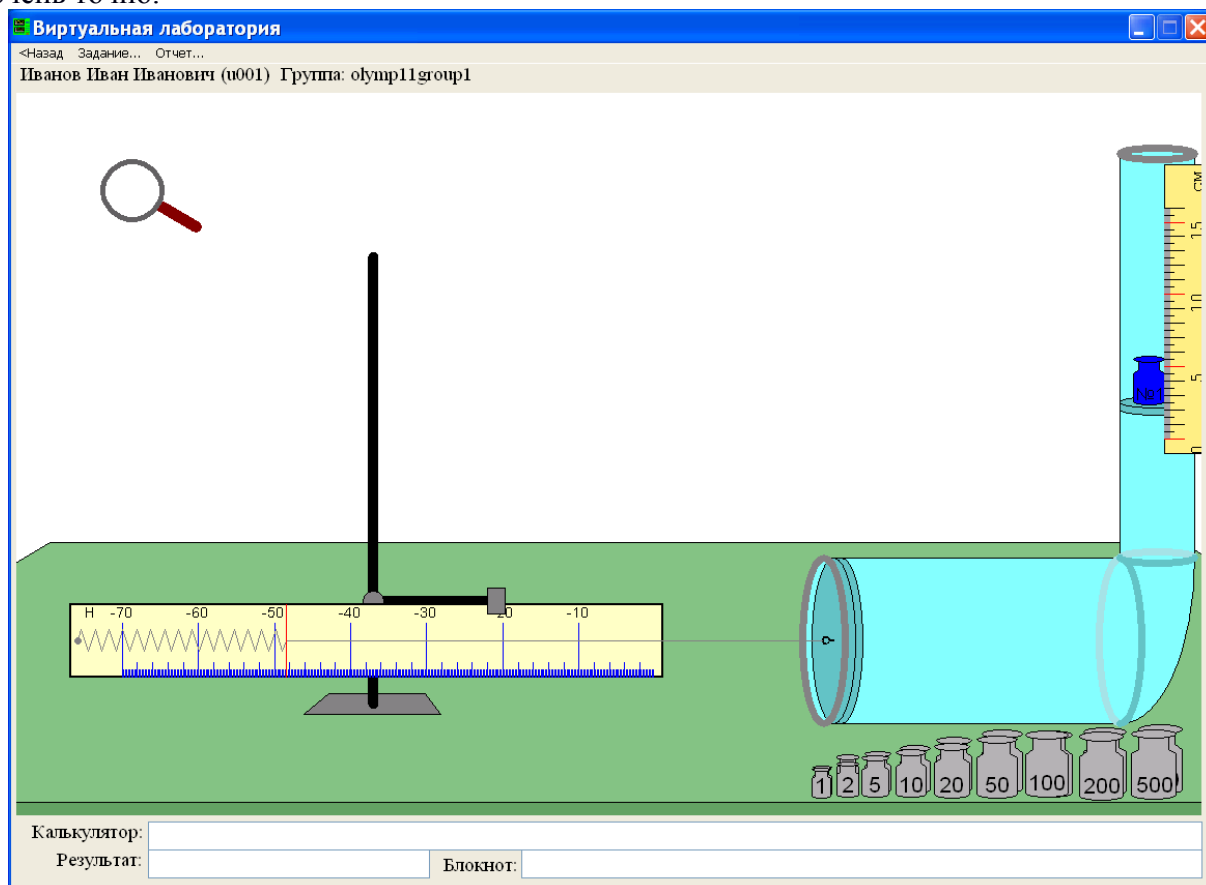 Виртуальная лаборатория
<Назад Задание... Отчет...
Иванов Иван Иванович (u001) Группа: olymp11group1
СМ
15
10
5
0
№1
Н -70 -60 -50 -40 -30 -20 -10
1 2 5 10 20 50 100 200 500
Калькулятор:
Результат: Блокнот: